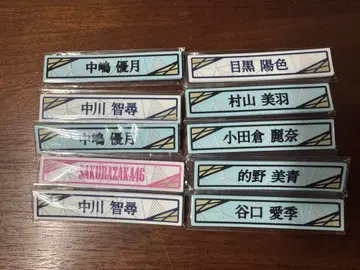 中嶋 優月
中川 智尋
中嶋 優月
SAKURAZAKA46
中川 智尋
目黒 陽色
村山 美羽
小田倉 麗奈
的野 美青
谷口 愛季